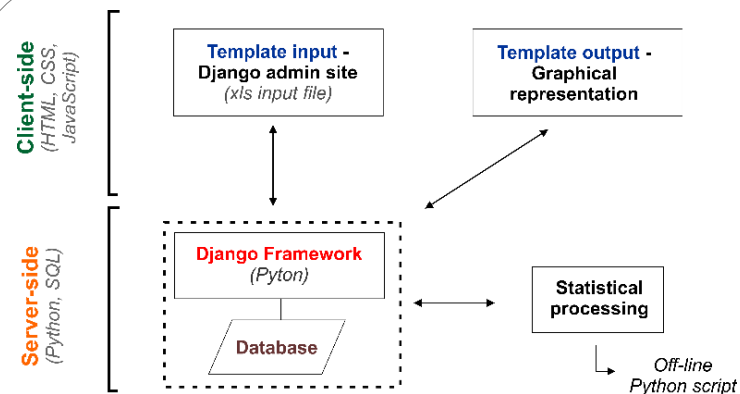 Client-side
(HTML, CSS,
JavaScript)
Template input -
Django admin site
(xls input file)
Template output -
Graphical
representation
Server-side
(Python, SQL)
Django Framework
(Pyton)
Database
Statistical
processing
Off-line
Python script